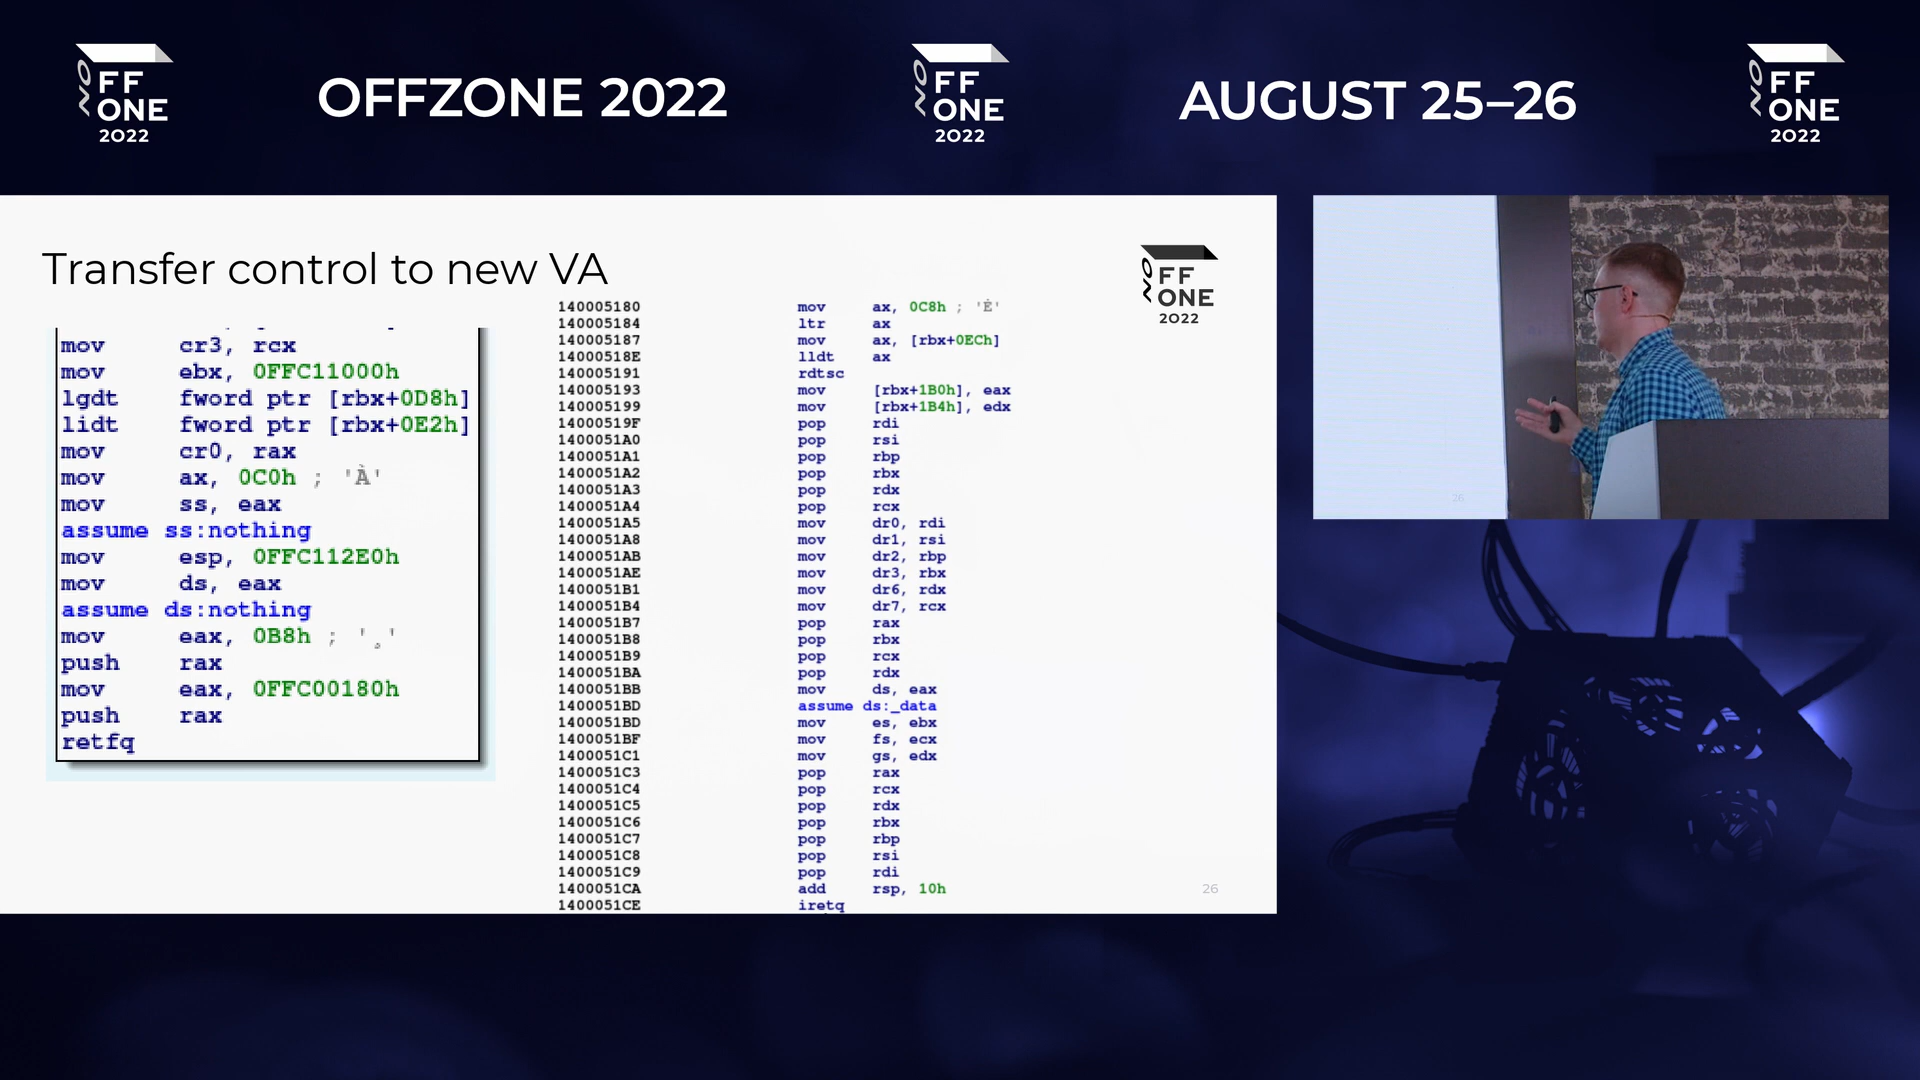 FF
ONE
2022
OFFZONE 2022
FF
ONE
2022
AUGUST 25–26
FF
ONE
2022
Transfer control to new VA
FF
ONE
2022
mov cr3, rcx
mov ebx, 0FFC11000h
lgdt fword ptr [rbx+0D8h]
lidt fword ptr [rbx+0E2h]
mov cr0, rax
mov ax, 0C0h ; 'À'
mov ss, eax
assume ss:nothing
mov esp, 0FFC112E0h
mov ds, eax
assume ds:nothing
mov eax, 0B8h ; '¸'
push rax
mov eax, 0FFC00180h
push rax
retfq
140005180 mov ax, 0C8h ; 'È'
140005184 ltr ax
140005187 mov ax, [rbx+0ECh]
14000518E lldt ax
140005191 rdtsc
140005193 mov [rbx+1B0h], eax
140005199 mov [rbx+1B4h], edx
14000519F pop rdi
1400051A0 pop rsi
1400051A1 pop rbp
1400051A2 pop rbx
1400051A3 pop rdx
1400051A4 pop rcx
1400051A5 mov dr0, rdi
1400051A8 mov dr1, rsi
1400051AB mov dr2, rbp
1400051AE mov dr3, rbx
1400051B1 mov dr6, rdx
1400051B4 mov dr7, rcx
1400051B7 pop rax
1400051B8 pop rbx
1400051B9 pop rcx
1400051BA pop rdx
1400051BB mov ds, eax
1400051BD assume ds:_data
1400051BD mov es, ebx
1400051BF mov fs, ecx
1400051C1 mov gs, edx
1400051C3 pop rax
1400051C4 pop rcx
1400051C5 pop rdx
1400051C6 pop rbx
1400051C7 pop rbp
1400051C8 pop rsi
1400051C9 pop rdi
1400051CA add rsp, 10h
1400051CE iretq
26
26